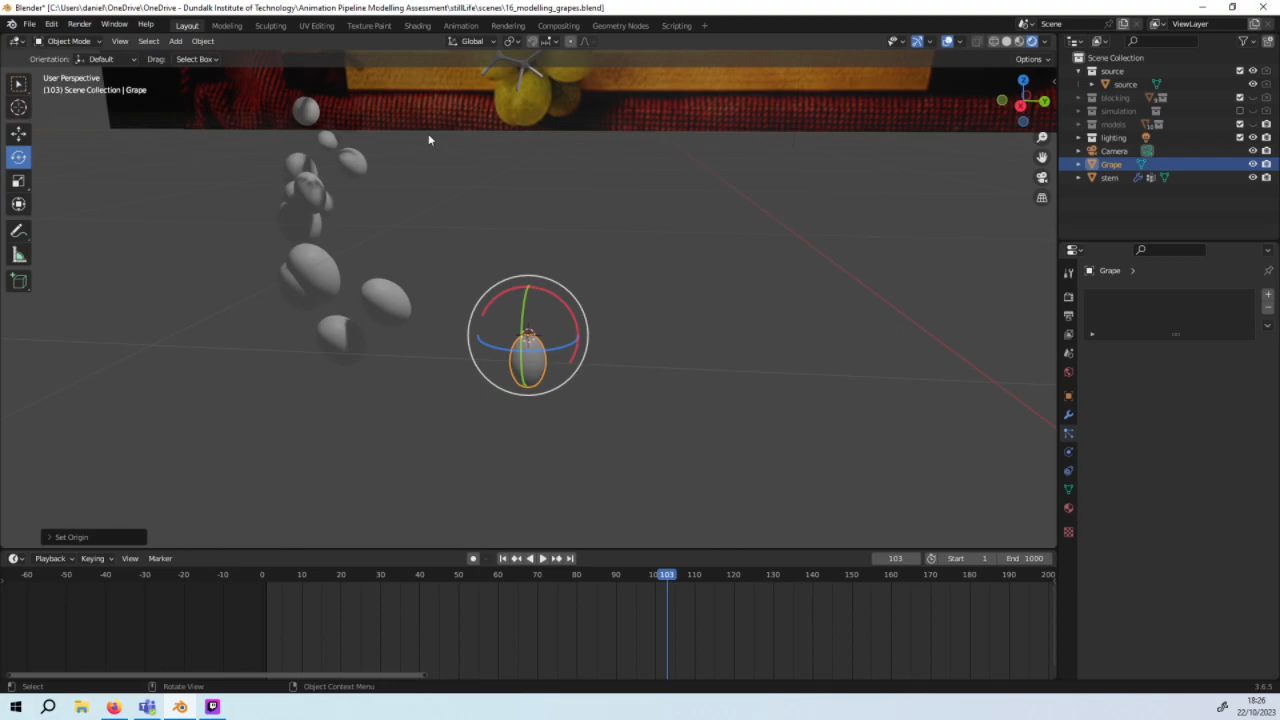 Blender* [C:\Users\daniel\OneDrive\OneDrive - Dundalk Institute of Technology\Animation Pipeline Modelling Assessment\stillLife\scenes\16_modelling_grapes.blend]
File Edit Render Window Help Layout Modeling Sculpting UV Editing Texture Paint Shading Animation Rendering Compositing Geometry Nodes Scripting + Scene ViewLayer
Object Mode View Select Add Object Global
Orientation: Default Drag: Select Box Options
User Perspective
(103) Scene Collection | Grape
Z
Y
X
Scene Collection
source
source
blocking
simulation
models
lighting
Camera
Grape
stem
Grape
Set Origin
Playback Keying View Marker 103 Start 1 End 1000
-60 -50 -40 -30 -20 -10 0 10 20 30 40 50 60 70 80 90 103 110 120 130 140 150 160 170 180 190 200
Select Rotate View Object Context Menu 3.6.5
18:26
22/10/2023